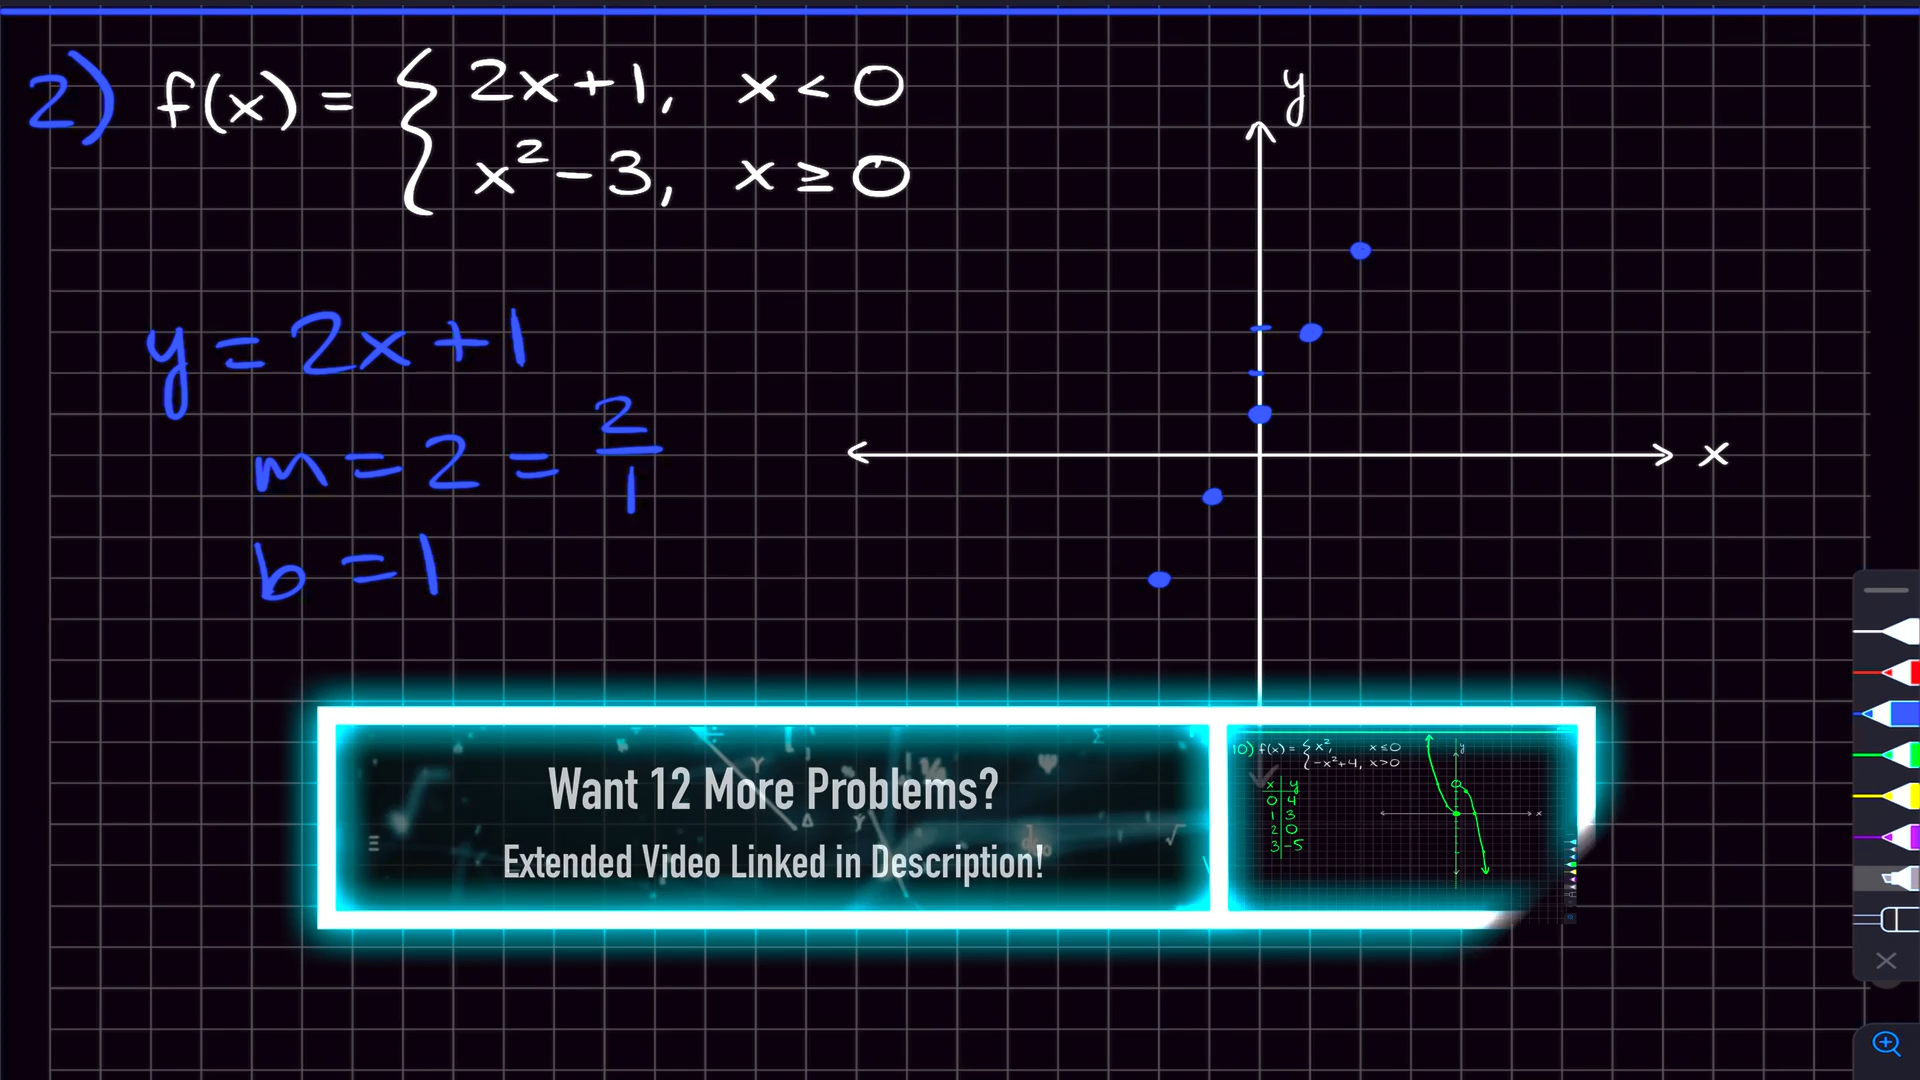 2) f(x) = { 2x+1, x < 0
x² - 3, x ≥ 0
y
x
y = 2x + 1
m = 2 = 2/1
b = 1
Want 12 More Problems?
Extended Video Linked in Description!
10) f(x) = { x², x ≤ 0
-x²+4, x > 0
y
x
x y
0 4
1 3
2 0
3 -5